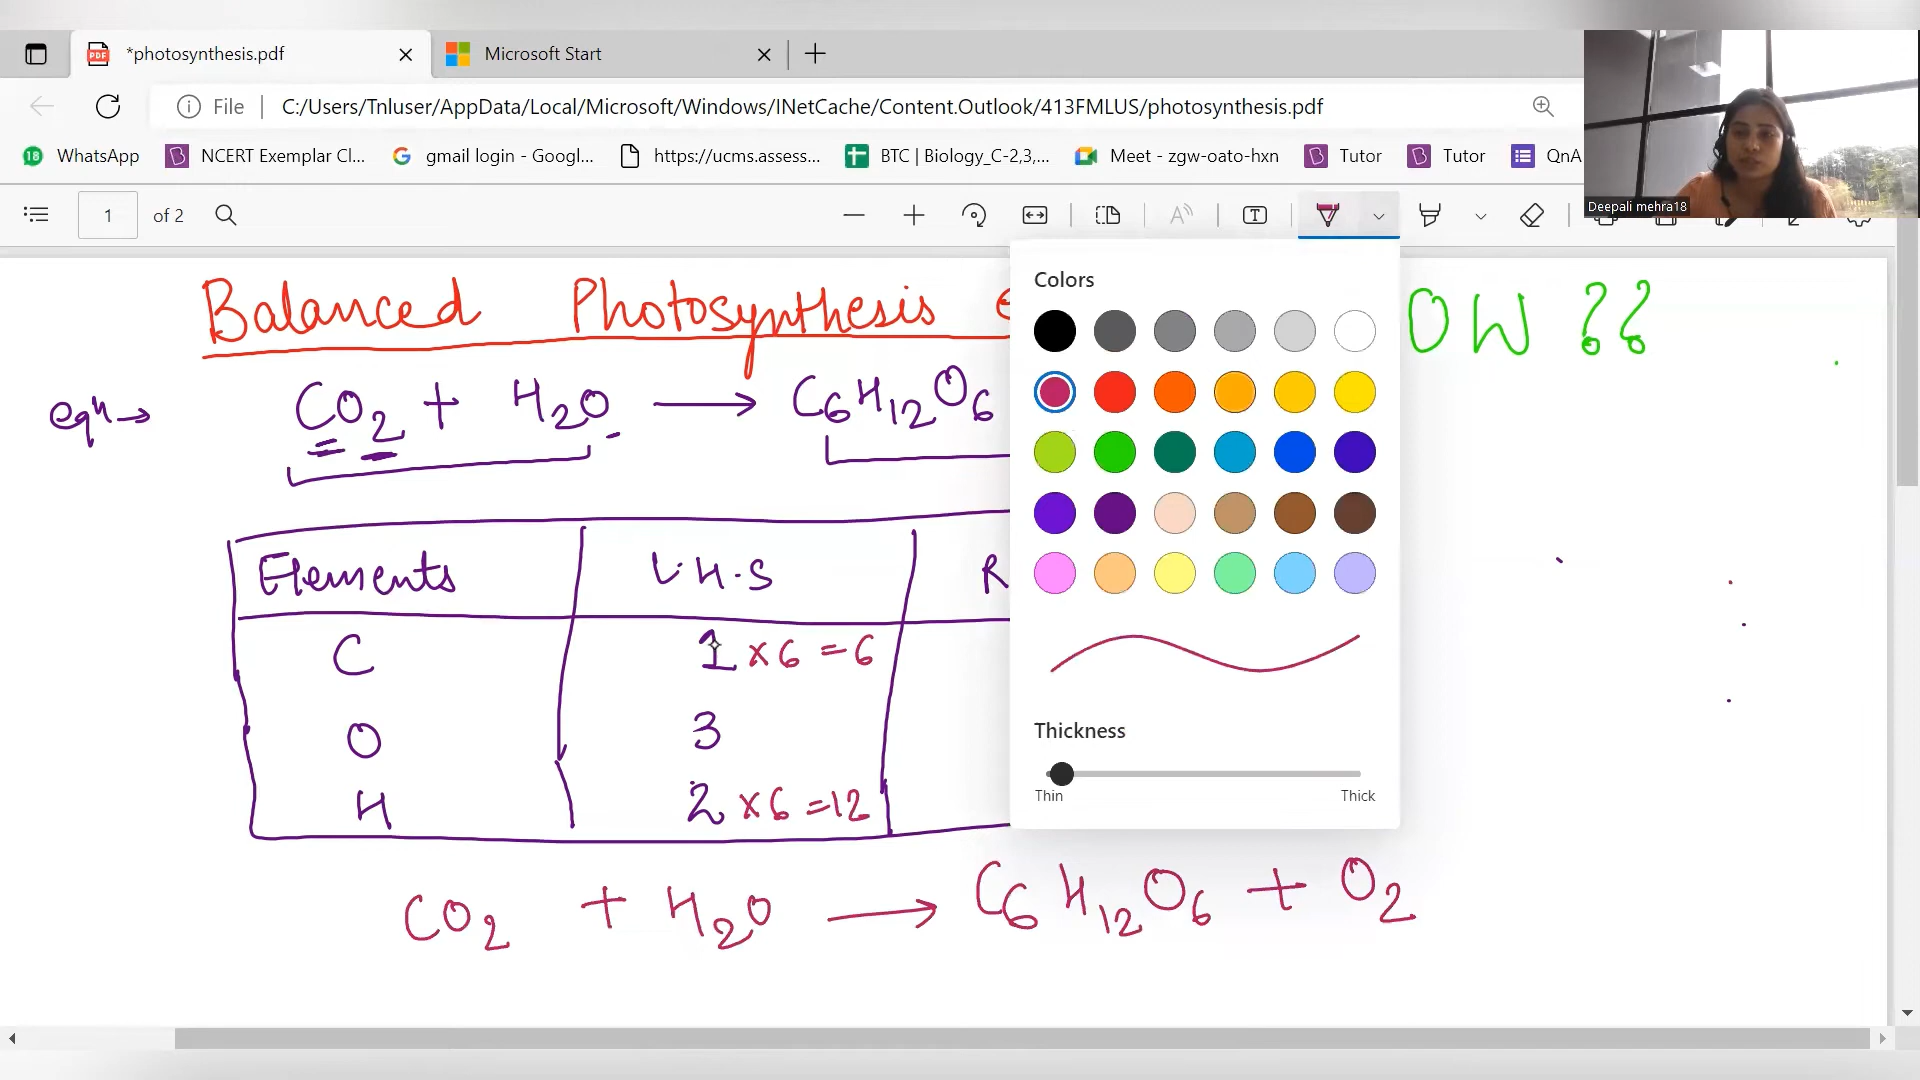 *photosynthesis.pdf
Microsoft Start
File
C:/Users/Tnluser/AppData/Local/Microsoft/Windows/INetCache/Content.Outlook/413FMLUS/photosynthesis.pdf
18 WhatsApp
NCERT Exemplar Cl...
gmail login - Googl...
https://ucms.assess...
BTC | Biology_C-2,3,...
Meet - zgw-oato-hxn
Tutor
Tutor
QnA
Deepali mehra18
1 of 2
Colors
Thickness
Thin Thick
Balanced Photosynthesis e OW ??
eqn → CO2 + H2O → C6H12O6
Elements L.H.S R
C 1 × 6 = 6
O 3
H 2 × 6 = 12
CO2 + H2O → C6H12O6 + O2